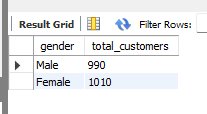 Result Grid Filter Rows:
gender total_customers
Male 990
Female 1010